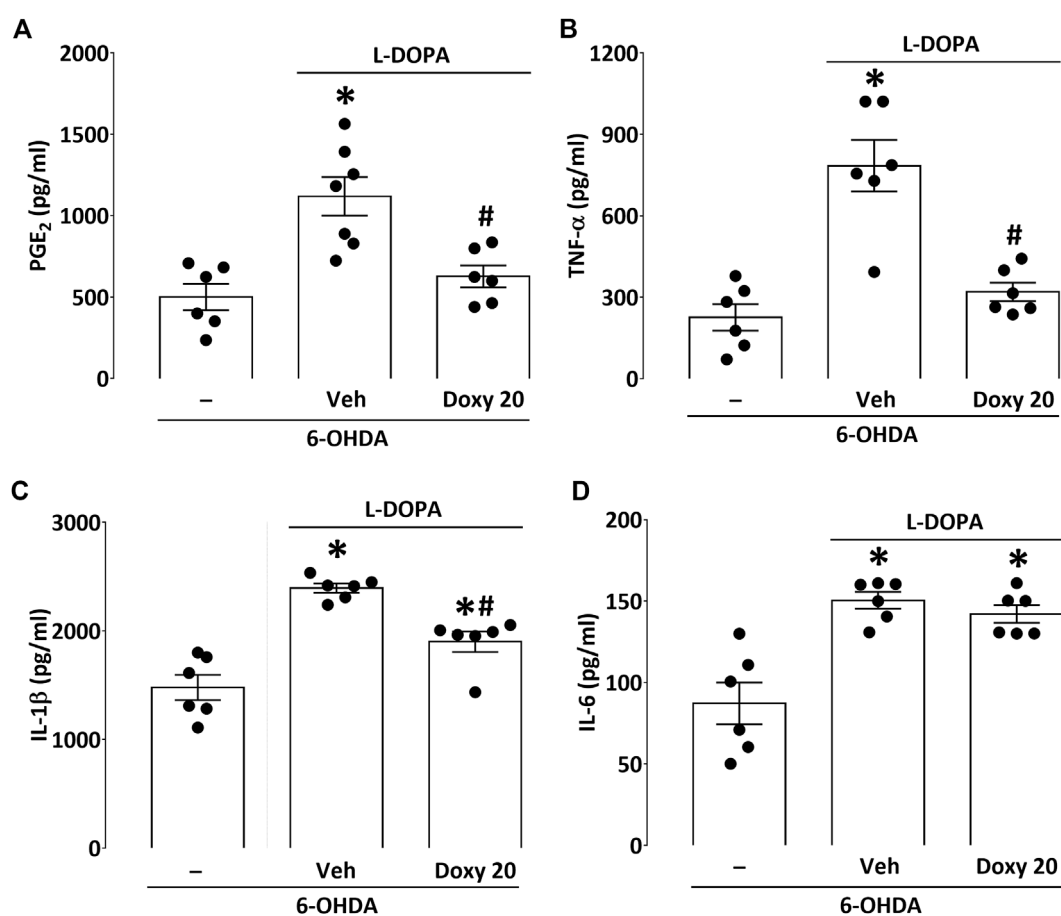 A
PGE2 (pg/ml)
2000
1500
1000
500
0
L-DOPA
*
#
– Veh Doxy 20
6-OHDA
B
TNF-α (pg/ml)
1200
900
600
300
0
L-DOPA
*
#
– Veh Doxy 20
6-OHDA
C
IL-1β (pg/ml)
3000
2000
1000
0
L-DOPA
*
*#
– Veh Doxy 20
6-OHDA
D
IL-6 (pg/ml)
200
150
100
50
0
L-DOPA
* *
– Veh Doxy 20
6-OHDA